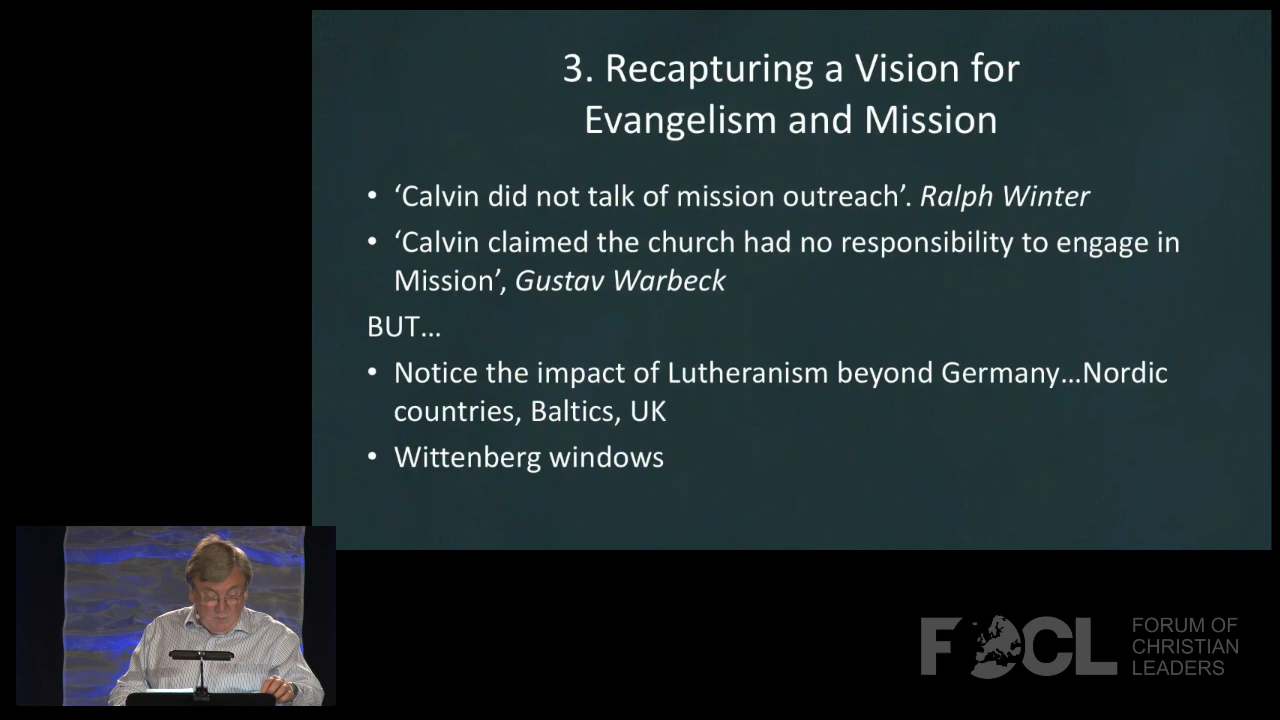 3. Recapturing a Vision for
Evangelism and Mission
• ‘Calvin did not talk of mission outreach’. Ralph Winter
• ‘Calvin claimed the church had no responsibility to engage in
Mission’, Gustav Warbeck
BUT…
• Notice the impact of Lutheranism beyond Germany…Nordic
countries, Baltics, UK
• Wittenberg windows
FOCL
FORUM OF
CHRISTIAN
LEADERS